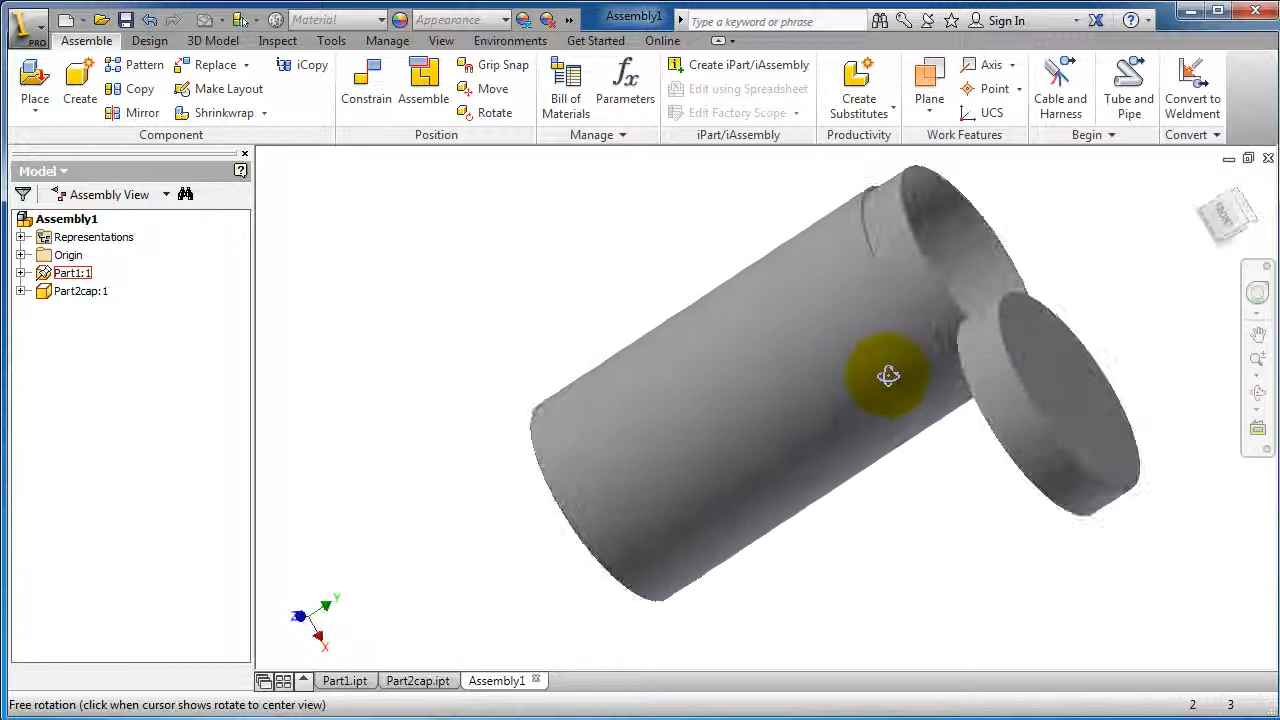 PRO
Material
Appearance
Assembly1
Type a keyword or phrase
Sign In
Assemble Design 3D Model Inspect Tools Manage View Environments Get Started Online
Place
Create
Pattern
Copy
Mirror
Replace
Make Layout
Shrinkwrap
iCopy
Component
Constrain
Assemble
Grip Snap
Move
Rotate
Position
Bill of
Materials
Parameters
Manage
Create iPart/iAssembly
Edit using Spreadsheet
Edit Factory Scope
iPart/iAssembly
Create
Substitutes
Productivity
Plane
Axis
Point
UCS
Work Features
Cable and
Harness
Tube and
Pipe
Begin
Convert to
Weldment
Convert
Model
Assembly View
Assembly1
Representations
Origin
Part1:1
Part2cap:1
FRONT
Y
Z
X
Part1.ipt Part2cap.ipt Assembly1
Free rotation (click when cursor shows rotate to center view)
2 3